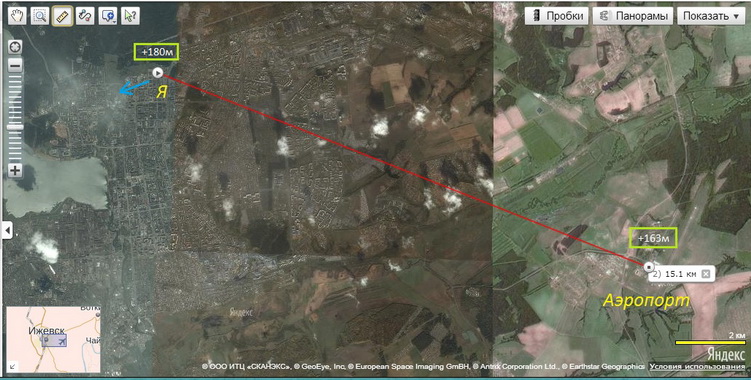 Пробки
Панорамы
Показать
+180м
Я
+163м
2) 15.1 км
Аэропорт
Яндекс
Ижевск
2 км
Яндекс
© ООО ИТЦ «СКАНЭКС», © GeoEye, Inc, © European Space Imaging GmbH, © Antrix Corporation Ltd., © Earthstar Geographics Условия использования